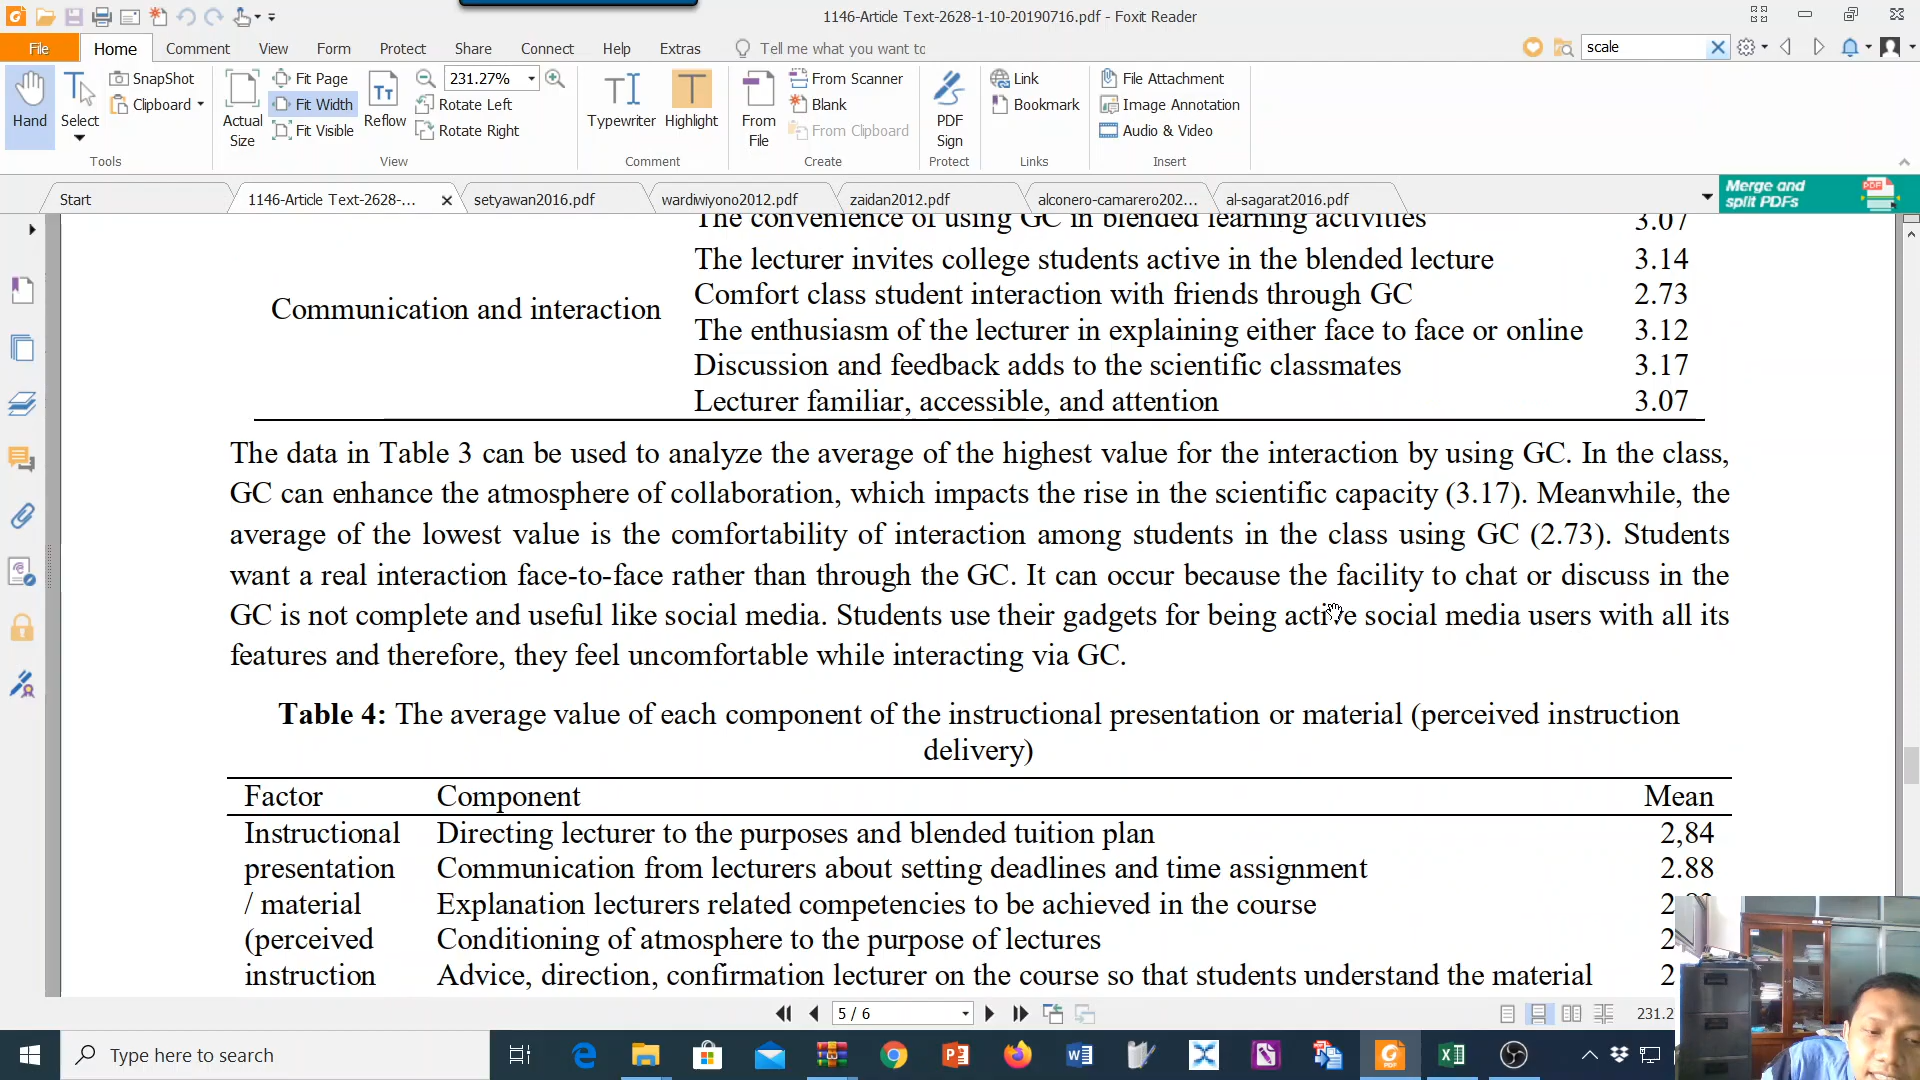 1146-Article Text-2628-1-10-20190716.pdf - Foxit Reader
File Home Comment View Form Protect Share Connect Help Extras Tell me what you want to scale
Hand
Select
SnapShot
Clipboard
Tools
Actual Size
Fit Page
Fit Width
Fit Visible
Reflow
231.27%
Rotate Left
Rotate Right
View
Typewriter
Highlight
Comment
From File
From Scanner
Blank
From Clipboard
Create
PDF Sign
Protect
Link
Bookmark
Links
File Attachment
Image Annotation
Audio & Video
Insert
Start 1146-Article Text-2628-... setyawan2016.pdf wardiwiyono2012.pdf zaidan2012.pdf alconero-camarero202... al-sagarat2016.pdf
Merge and split PDFs
PDF
The convenience of using GC in blended learning activities 3.07
The lecturer invites college students active in the blended lecture 3.14
Communication and interaction Comfort class student interaction with friends through GC 2.73
The enthusiasm of the lecturer in explaining either face to face or online 3.12
Discussion and feedback adds to the scientific classmates 3.17
Lecturer familiar, accessible, and attention 3.07
The data in Table 3 can be used to analyze the average of the highest value for the interaction by using GC. In the class,
GC can enhance the atmosphere of collaboration, which impacts the rise in the scientific capacity (3.17). Meanwhile, the
average of the lowest value is the comfortability of interaction among students in the class using GC (2.73). Students
want a real interaction face-to-face rather than through the GC. It can occur because the facility to chat or discuss in the
GC is not complete and useful like social media. Students use their gadgets for being active social media users with all its
features and therefore, they feel uncomfortable while interacting via GC.
Table 4: The average value of each component of the instructional presentation or material (perceived instruction
delivery)
Factor Component Mean
Instructional Directing lecturer to the purposes and blended tuition plan 2,84
presentation Communication from lecturers about setting deadlines and time assignment 2.88
/ material Explanation lecturers related competencies to be achieved in the course
(perceived Conditioning of atmosphere to the purpose of lectures
instruction Advice, direction, confirmation lecturer on the course so that students understand the material
5 / 6
231.2
Type here to search